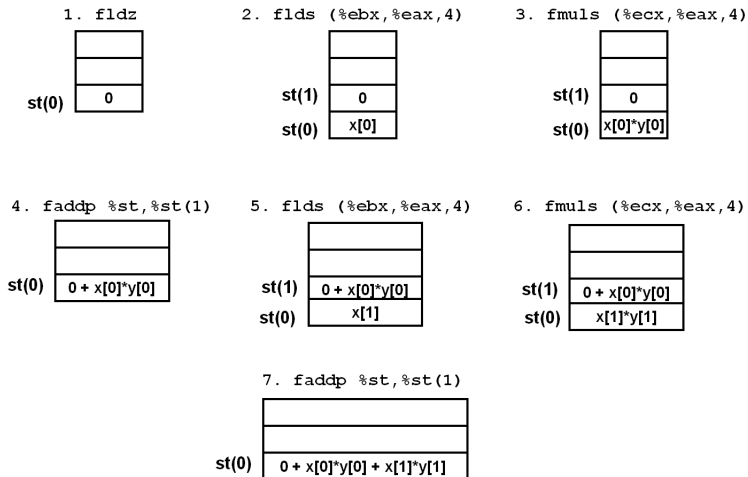 1. fldz
2. flds (%ebx,%eax,4)
3. fmuls (%ecx,%eax,4)
st(0) 0
st(1) 0
st(0) x[0]
st(1) 0
st(0) x[0]*y[0]
4. faddp %st,%st(1)
5. flds (%ebx,%eax,4)
6. fmuls (%ecx,%eax,4)
st(0) 0 + x[0]*y[0]
st(1) 0 + x[0]*y[0]
st(0) x[1]
st(1) 0 + x[0]*y[0]
st(0) x[1]*y[1]
7. faddp %st,%st(1)
st(0) 0 + x[0]*y[0] + x[1]*y[1]